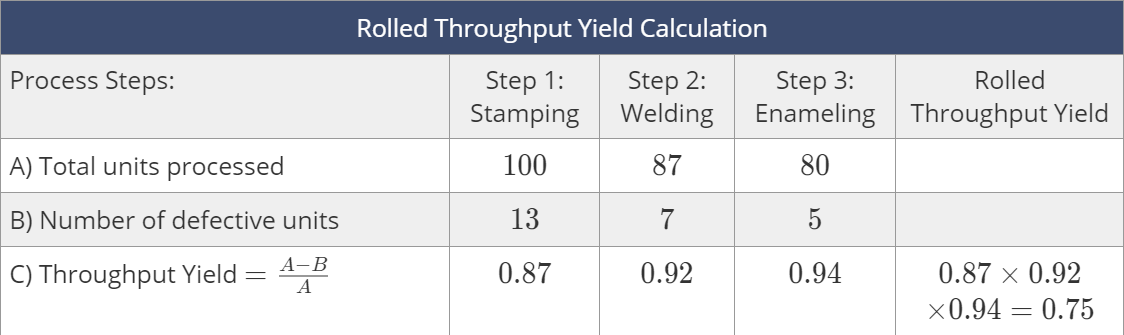 Rolled Throughput Yield Calculation
Process Steps:
Step 1:
Stamping
Step 2:
Welding
Step 3:
Enameling
Rolled
Throughput Yield
A) Total units processed
100
87
80
B) Number of defective units
13
7
5
C) Throughput Yield = \frac{A−B}{A}
0.87
0.92
0.94
0.87 × 0.92
×0.94 = 0.75